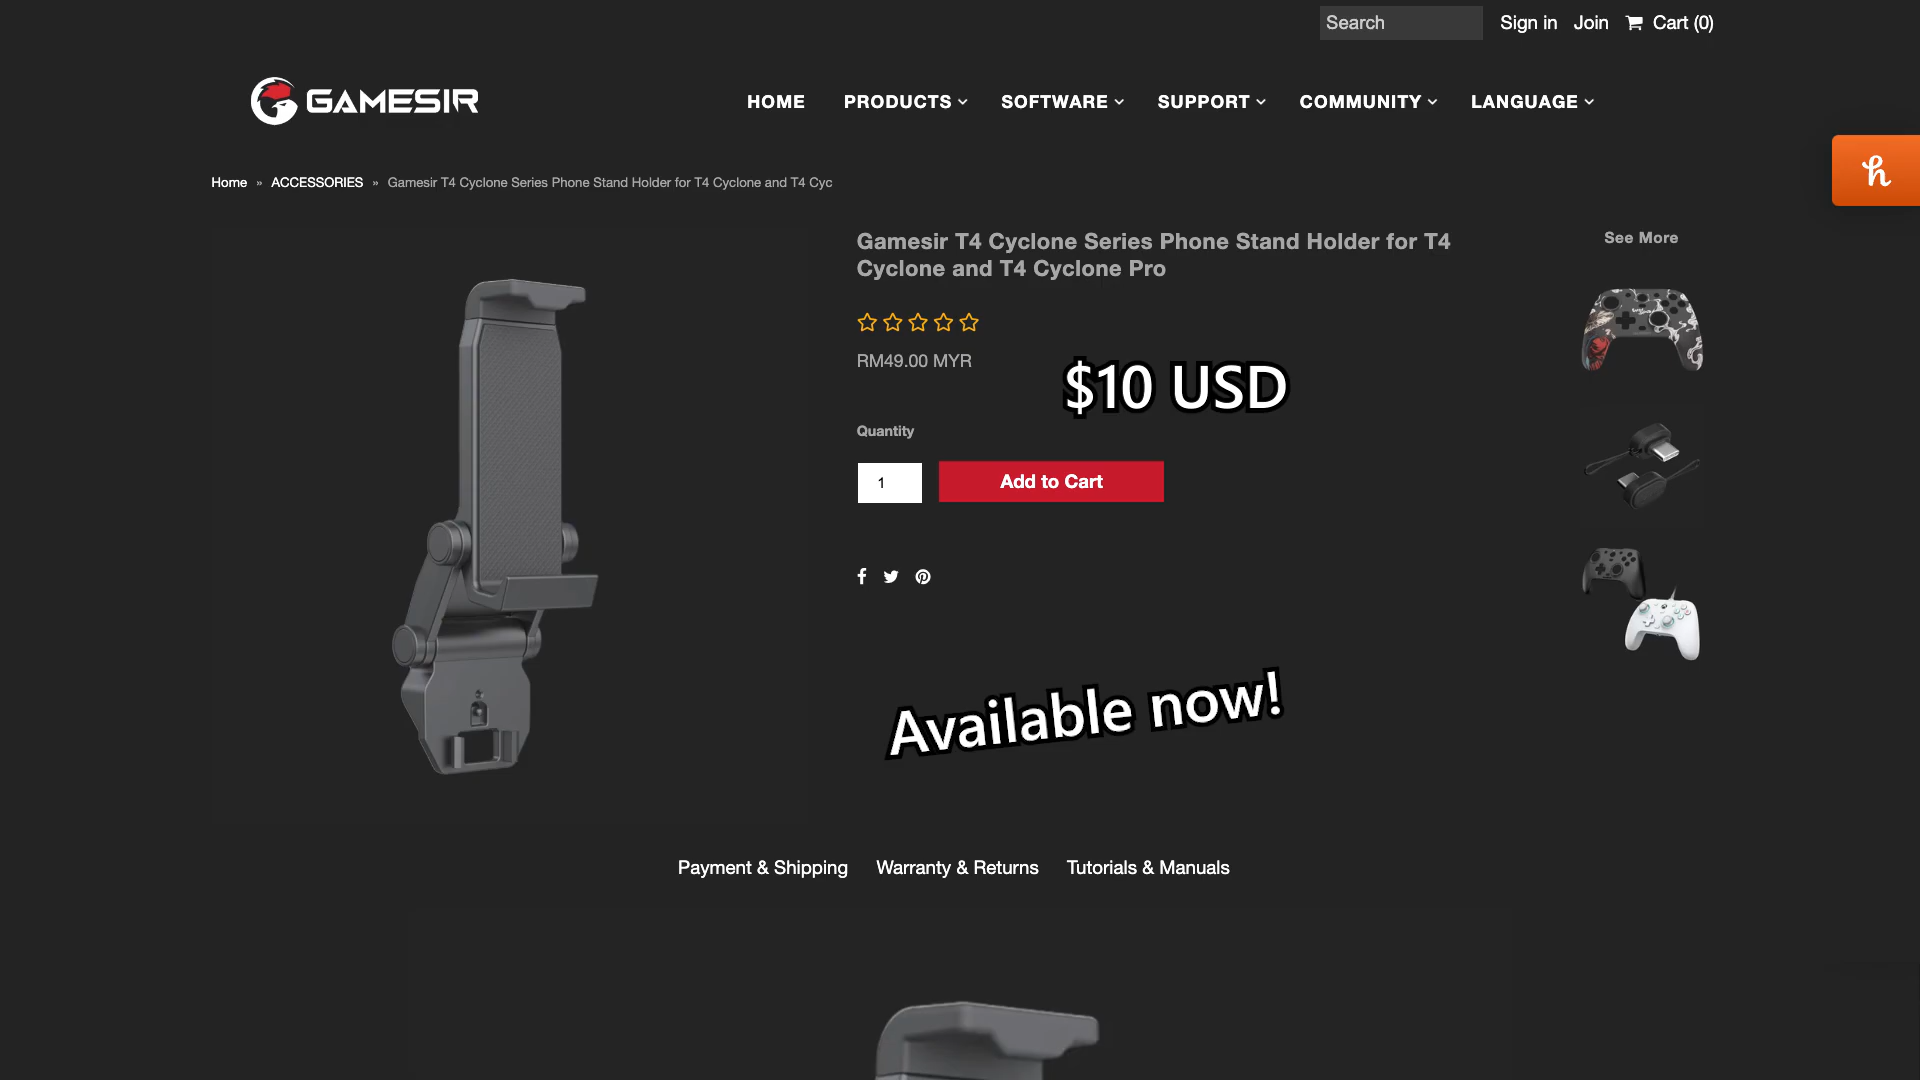 Search
Sign in
Join
Cart (0)
GAMESIR
HOME
PRODUCTS
SOFTWARE
SUPPORT
COMMUNITY
LANGUAGE
Home » ACCESSORIES » Gamesir T4 Cyclone Series Phone Stand Holder for T4 Cyclone and T4 Cyc
Gamesir T4 Cyclone Series Phone Stand Holder for T4
Cyclone and T4 Cyclone Pro
See More
RM49.00 MYR
$10 USD
Quantity
1
Add to Cart
Available now!
Payment & Shipping
Warranty & Returns
Tutorials & Manuals